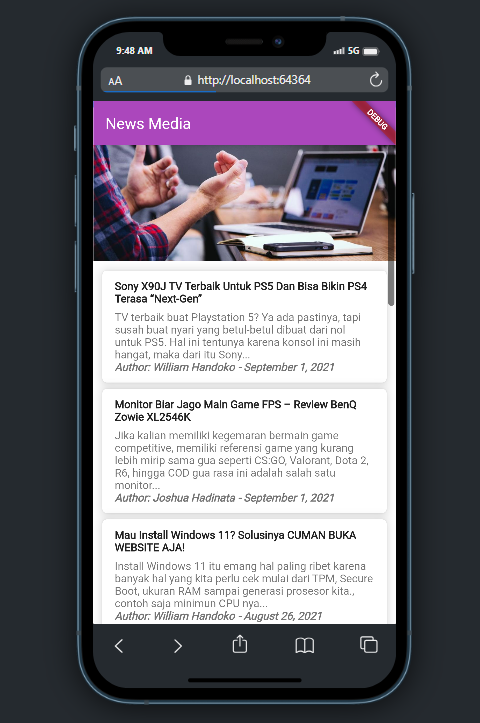 9:48 AM
5G
AA
http://localhost:64364
News Media
DEBUG
Sony X90J TV Terbaik Untuk PS5 Dan Bisa Bikin PS4
Terasa “Next-Gen”
TV terbaik buat Playstation 5? Ya ada pastinya, tapi
susah buat nyari yang betul-betul dibuat dari nol
untuk PS5. Hal ini tentunya karena konsol ini masih
hangat, maka dari itu Sony...
Author: William Handoko - September 1, 2021
Monitor Biar Jago Main Game FPS – Review BenQ
Zowie XL2546K
Jika kalian memiliki kegemaran bermain game
competitive, memiliki referensi game yang kurang
lebih mirip sama gua seperti CS:GO, Valorant, Dota 2,
R6, hingga COD gua rasa ini adalah salah satu
monitor...
Author: Joshua Hadinata - September 1, 2021
Mau Install Windows 11? Solusinya CUMAN BUKA
WEBSITE AJA!
Install Windows 11 itu emang hal paling ribet karena
banyak hal yang kita perlu cek mulai dari TPM, Secure
Boot, ukuran RAM sampai generasi prosesor kita.,
contoh saja minimun CPU nya...
Author: William Handoko - August 26, 2021